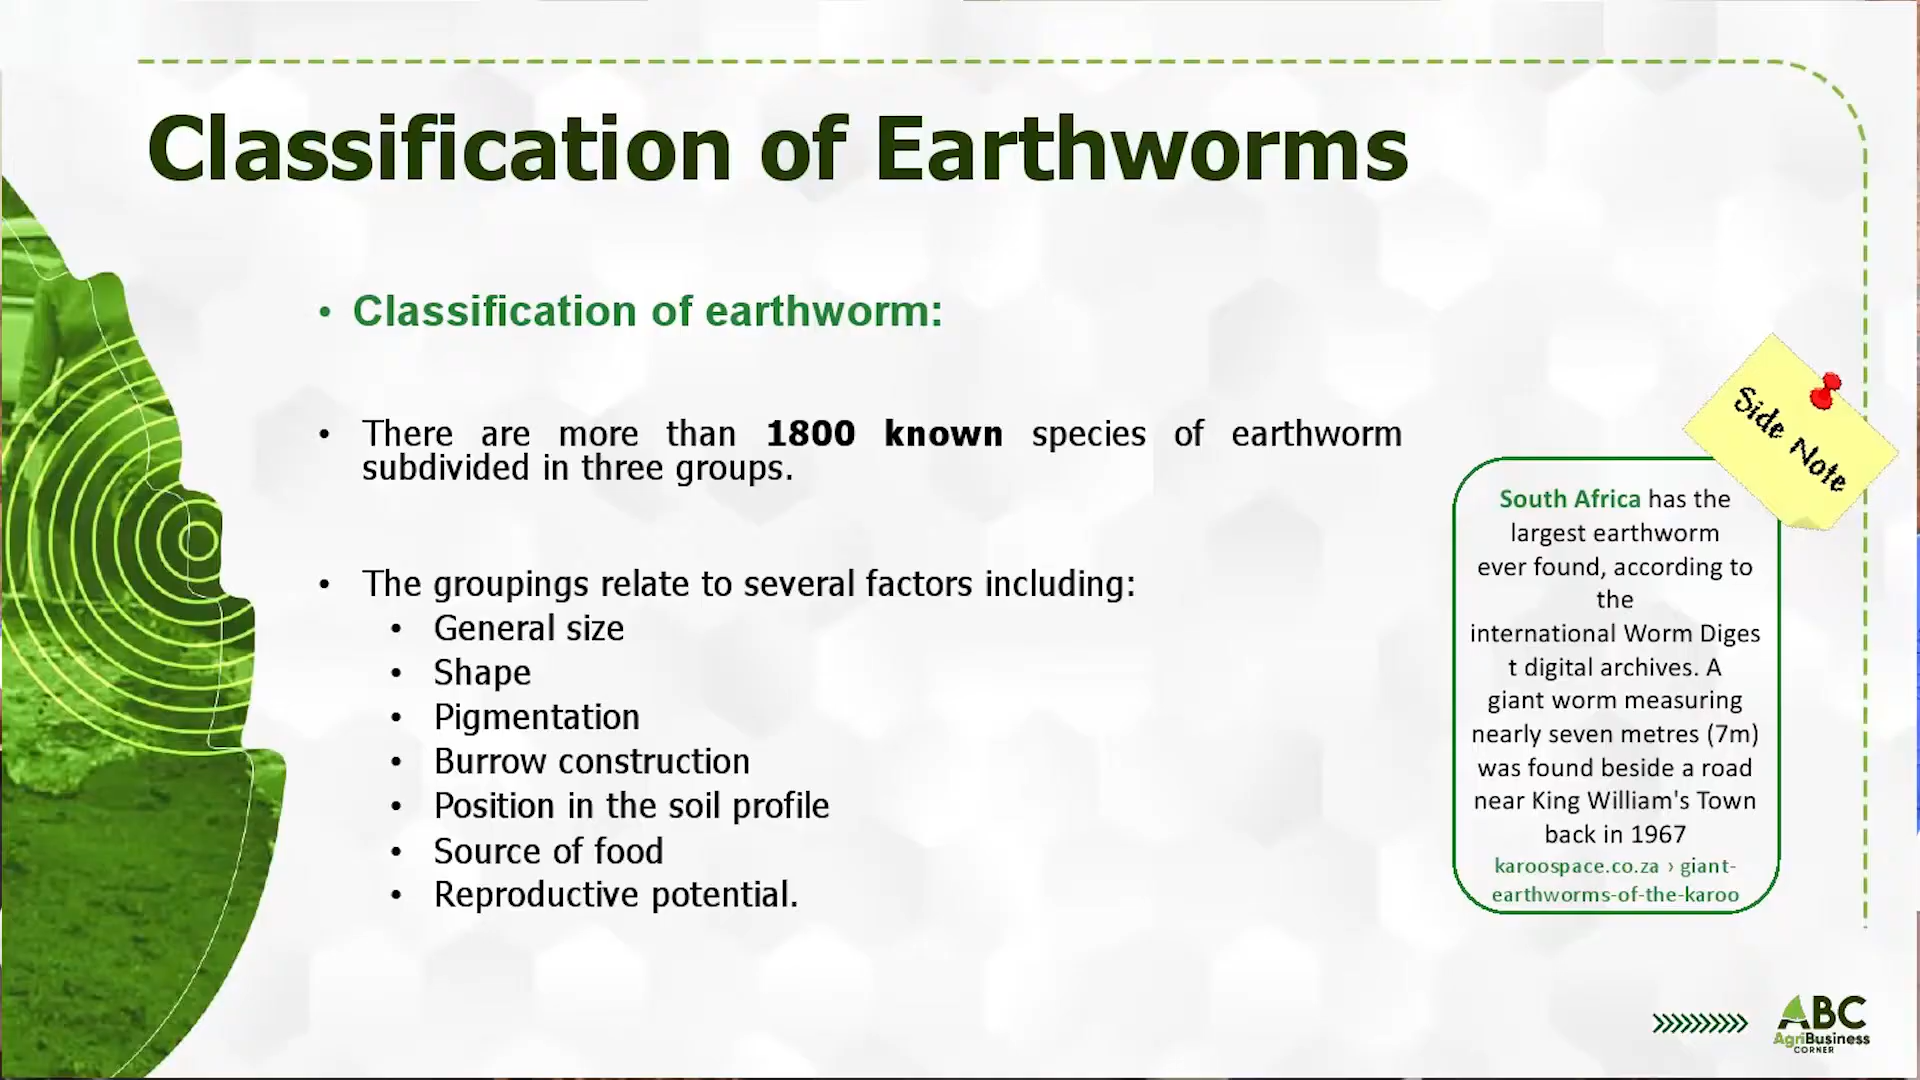 Classification of Earthworms
• Classification of earthworm:
• There are more than 1800 known species of earthworm
subdivided in three groups.
• The groupings relate to several factors including:
• General size
• Shape
• Pigmentation
• Burrow construction
• Position in the soil profile
• Source of food
• Reproductive potential.
Side Note
South Africa has the
largest earthworm
ever found, according to
the
international Worm Diges
t digital archives. A
giant worm measuring
nearly seven metres (7m)
was found beside a road
near King William's Town
back in 1967
karoospace.co.za › giant-
earthworms-of-the-karoo
ABC
AgriBusiness
CORNER